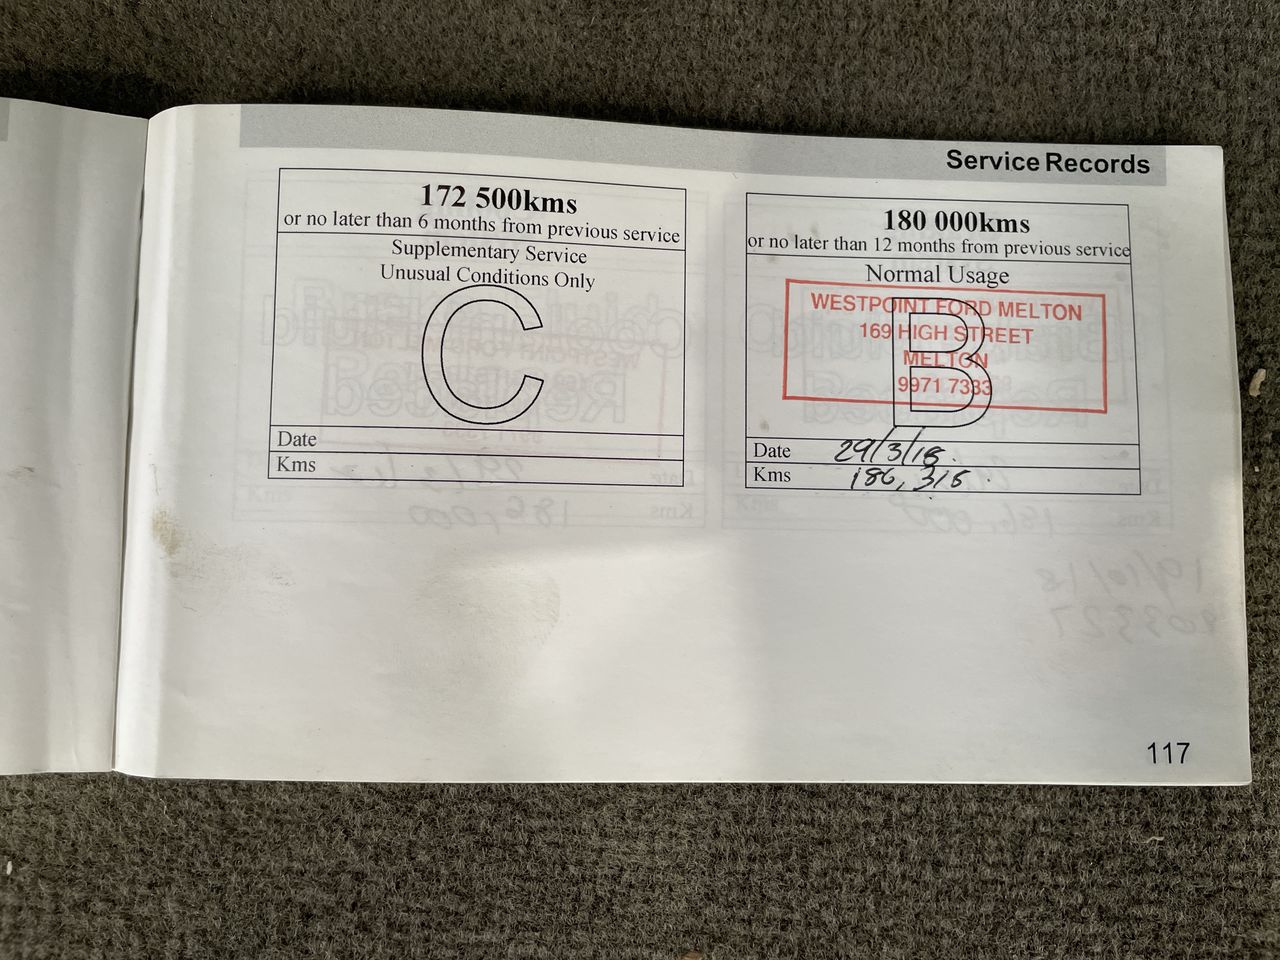 Service Records
172 500kms
or no later than 6 months from previous service
Supplementary Service
Unusual Conditions Only
C
Date
Kms
180 000kms
or no later than 12 months from previous service
Normal Usage
B
WESTPOINT FORD MELTON
169 HIGH STREET
MELTON
9971 7333
Date 29/3/18.
Kms 186, 315.
117